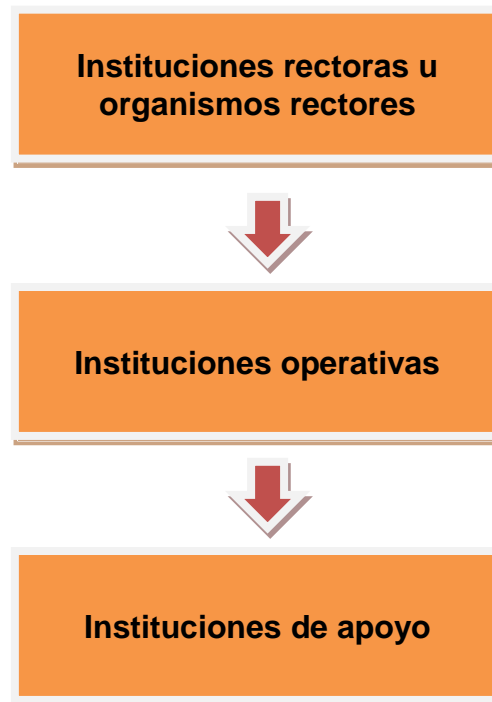 Instituciones rectoras u
organismos rectores
Instituciones operativas
Instituciones de apoyo